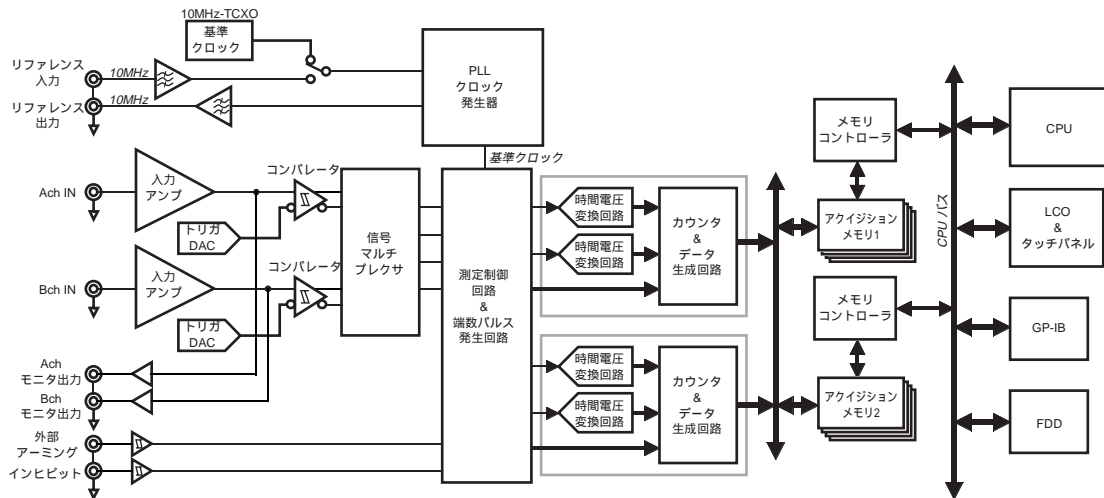 10MHz-TCXO
基準
クロック
リファレンス
入力
10MHz
リファレンス
出力
10MHz
PLL
クロック
発生器
基準クロック
Ach IN
入力
アンプ
コンパレータ
トリガ
DAC
Bch IN
入力
アンプ
コンパレータ
トリガ
DAC
信号
マルチ
プレクサ
測定制御
回路
&
端数パルス
発生回路
時間電圧
変換回路
時間電圧
変換回路
カウンタ
&
データ
生成回路
時間電圧
変換回路
時間電圧
変換回路
カウンタ
&
データ
生成回路
メモリ
コントローラ
アクイジション
メモリ1
メモリ
コントローラ
アクイジション
メモリ2
CPU バス
CPU
LCO
&
タッチパネル
GP-IB
FDD
Ach
モニタ出力
Bch
モニタ出力
外部
アーミング
インヒビット